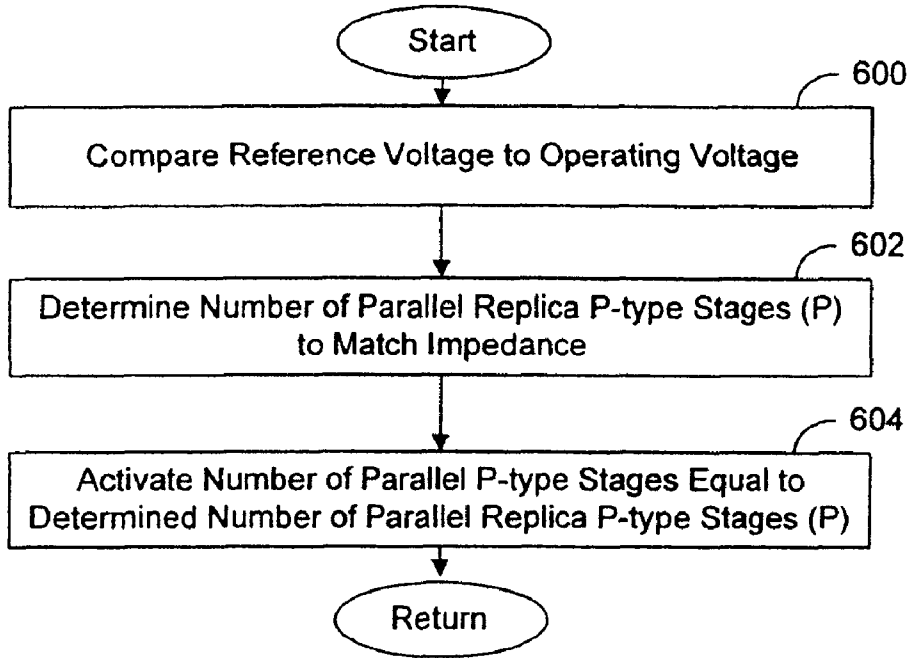 Start
600
Compare Reference Voltage to Operating Voltage
602
Determine Number of Parallel Replica P-type Stages (P)
to Match Impedance
604
Activate Number of Parallel P-type Stages Equal to
Determined Number of Parallel Replica P-type Stages (P)
Return